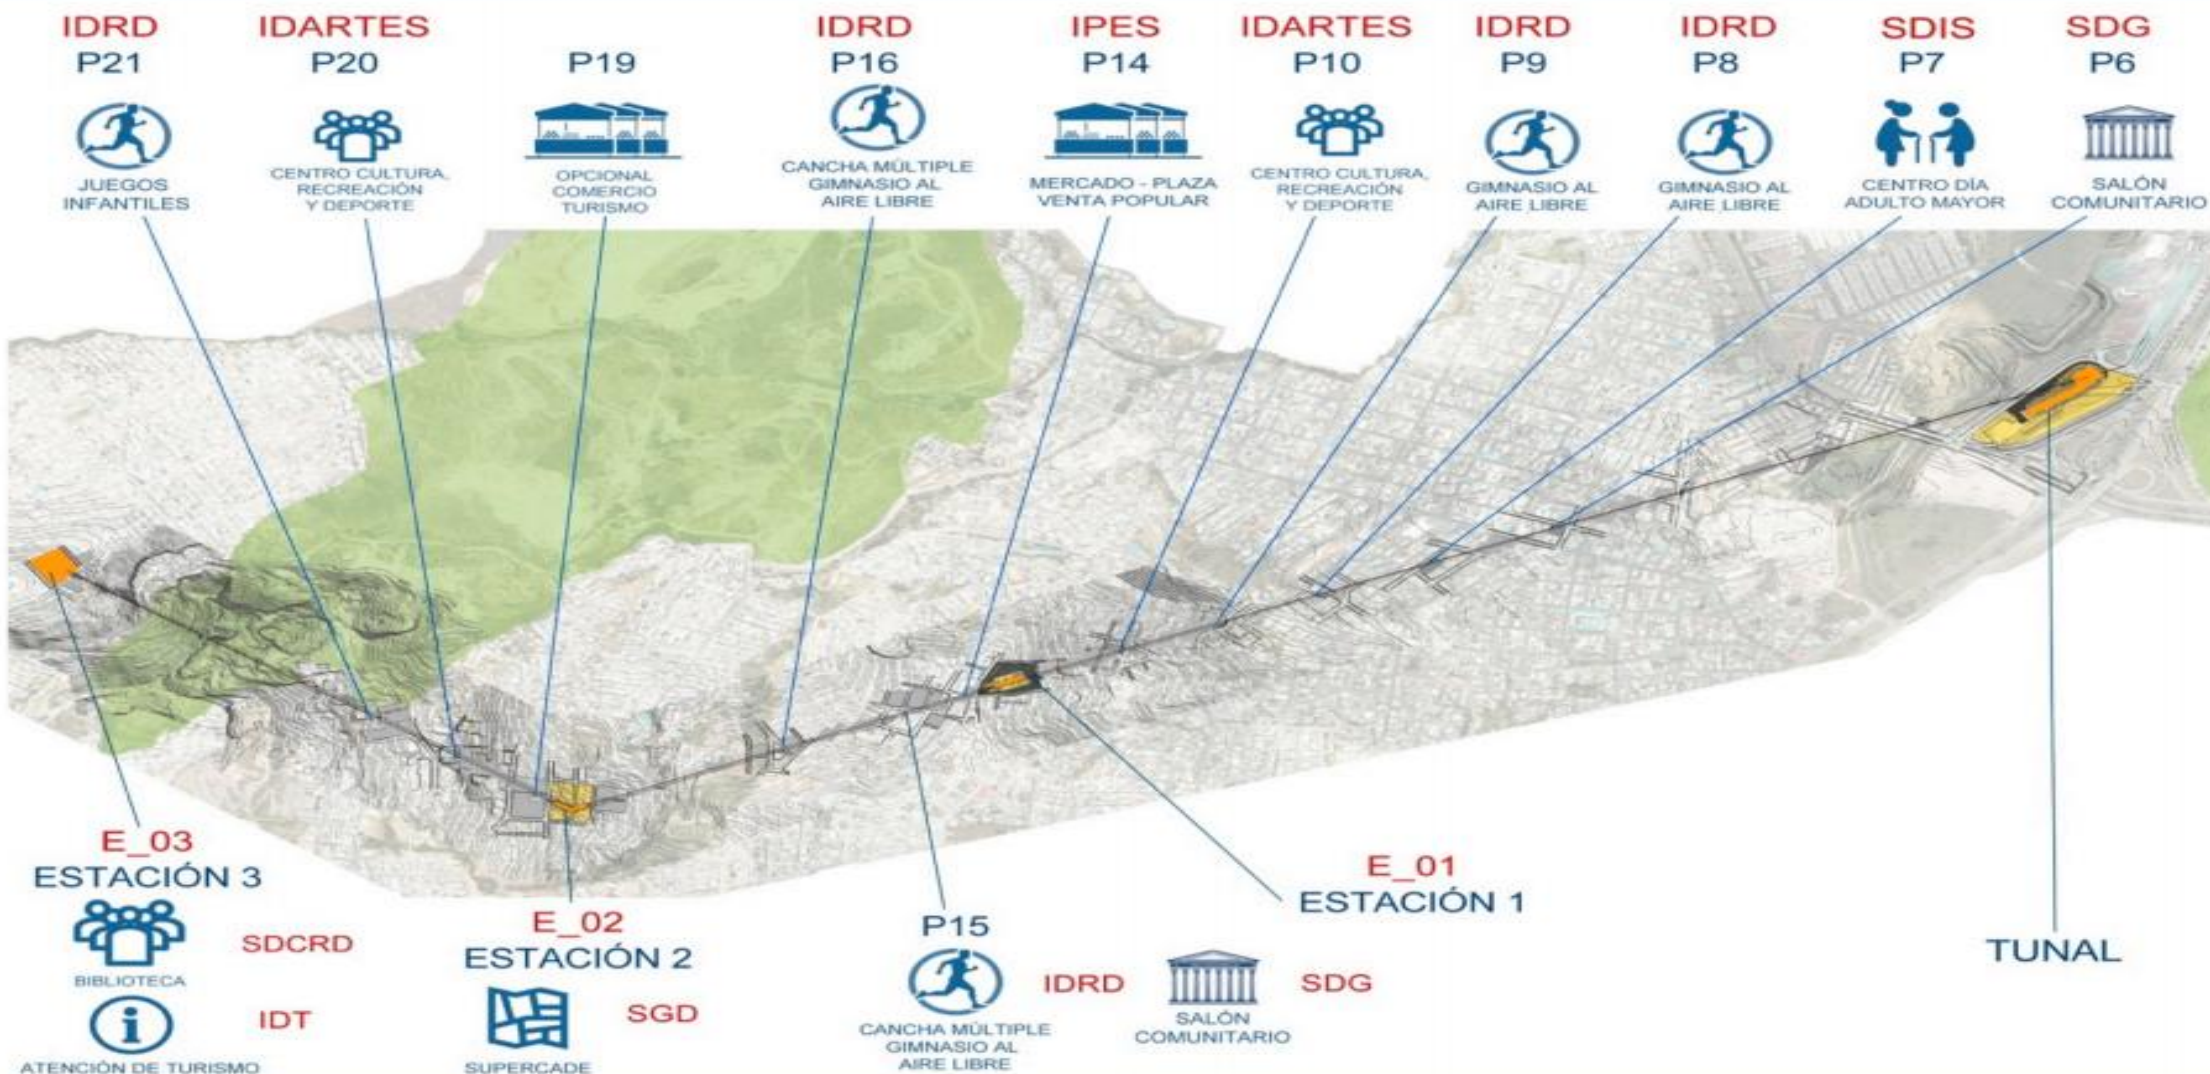 IDRD
P21
JUEGOS
INFANTILES
IDARTES
P20
CENTRO CULTURA,
RECREACIÓN
Y DEPORTE
P19
OPCIONAL
COMERCIO
TURISMO
IDRD
P16
CANCHA MÚLTIPLE
GIMNASIO AL
AIRE LIBRE
IPES
P14
MERCADO - PLAZA
VENTA POPULAR
IDARTES
P10
CENTRO CULTURA,
RECREACIÓN
Y DEPORTE
IDRD
P9
GIMNASIO AL
AIRE LIBRE
IDRD
P8
GIMNASIO AL
AIRE LIBRE
SDIS
P7
CENTRO DÍA
ADULTO MAYOR
SDG
P6
SALÓN
COMUNITARIO
E_03
ESTACIÓN 3
SDCRD
BIBLIOTECA
IDT
ATENCIÓN DE TURISMO
E_02
ESTACIÓN 2
SGD
SUPERCADE
P15
IDRD
CANCHA MÚLTIPLE
GIMNASIO AL
AIRE LIBRE
SDG
SALÓN
COMUNITARIO
E_01
ESTACIÓN 1
TUNAL